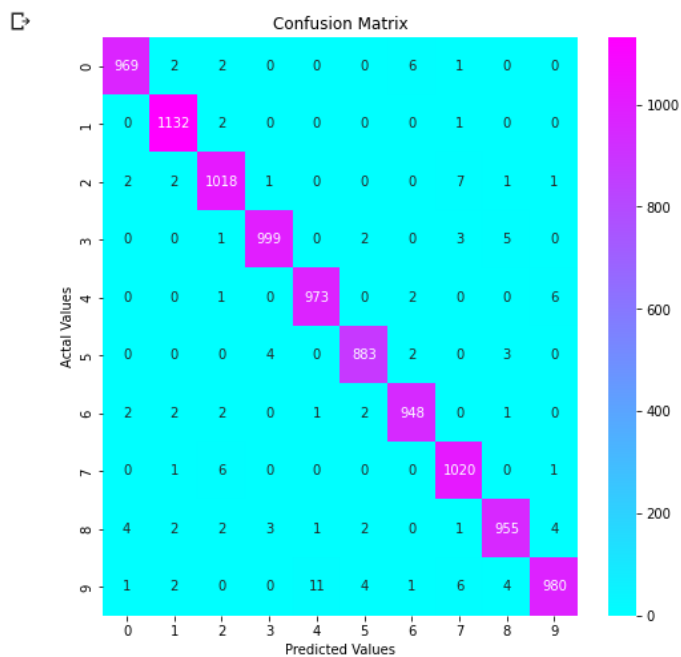 Confusion Matrix
0 969 2 2 0 0 0 6 1 0 0
1 0 1132 2 0 0 0 0 1 0 0
2 2 2 1018 1 0 0 0 7 1 1
3 0 0 1 999 0 2 0 3 5 0
4 0 0 1 0 973 0 2 0 0 6
5 0 0 0 4 0 883 2 0 3 0
6 2 2 2 0 1 2 948 0 1 0
7 0 1 6 0 0 0 0 1020 0 1
8 4 2 2 3 1 2 0 1 955 4
9 1 2 0 0 11 4 1 6 4 980
0 1 2 3 4 5 6 7 8 9
Predicted Values
Actal Values
1000
800
600
400
200
0